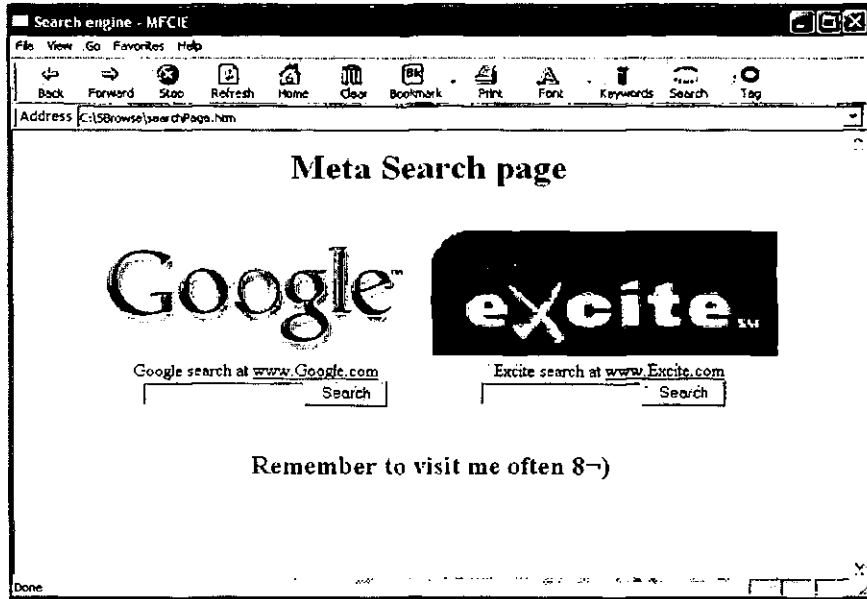 Search engine - MFCIE
File View Go Favorites Help
Back Forward Stop Refresh Home Clear Bookmark Print Font Keywords Search Tag
Address C:\SBrowse\searchPage.htm
Meta Search page
Google™
excite SM
Google search at www.Google.com
Search
Excite search at www.Excite.com
Search
Remember to visit me often 8¬)
Done